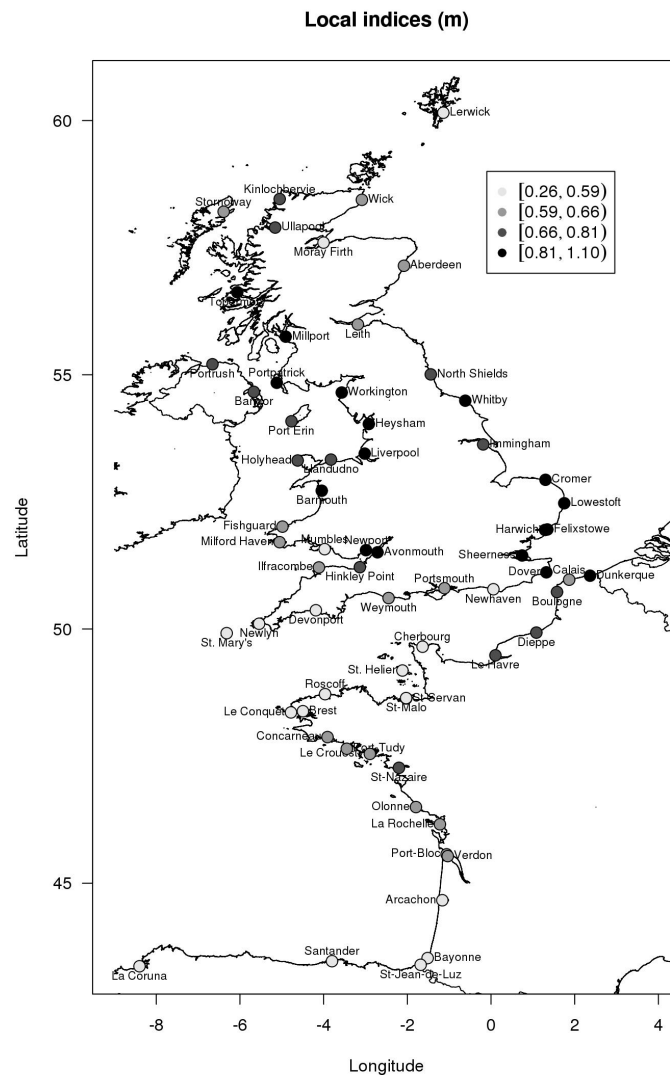 Local indices (m)
60
Lerwick
[0.26, 0.59)
[0.59, 0.66)
[0.66, 0.81)
[0.81, 1.10)
Kinlochbervie
Stornoway
Wick
Ullapool
Moray Firth
Aberdeen
Tobermory
Millport
Leith
55
Portrush
Portpatrick
North Shields
Bangor
Workington
Whitby
Port Erin
Heysham
Immingham
Holyhead
Llandudno
Liverpool
Barmouth
Cromer
Lowestoft
Fishguard
Harwich
Felixstowe
Milford Haven
Mumbles
Newport
Avonmouth
Sheerness
Ilfracombe
Hinkley Point
Portsmouth
Dover
Calais
Dunkerque
Weymouth
Newhaven
Boulogne
Devonport
50
St. Mary's
Newlyn
Cherbourg
Dieppe
Le Havre
St. Helier
Roscoff
St-Servan
St-Malo
Le Conquet
Brest
Concarneau
Le Crouesty
Port-Tudy
St-Nazaire
Olonne
La Rochelle
Port-Bloc
Verdon
45
Arcachon
Santander
Bayonne
La Coruna
St-Jean-de-Luz
-8
-6
-4
-2
0
2
4
Latitude
Longitude